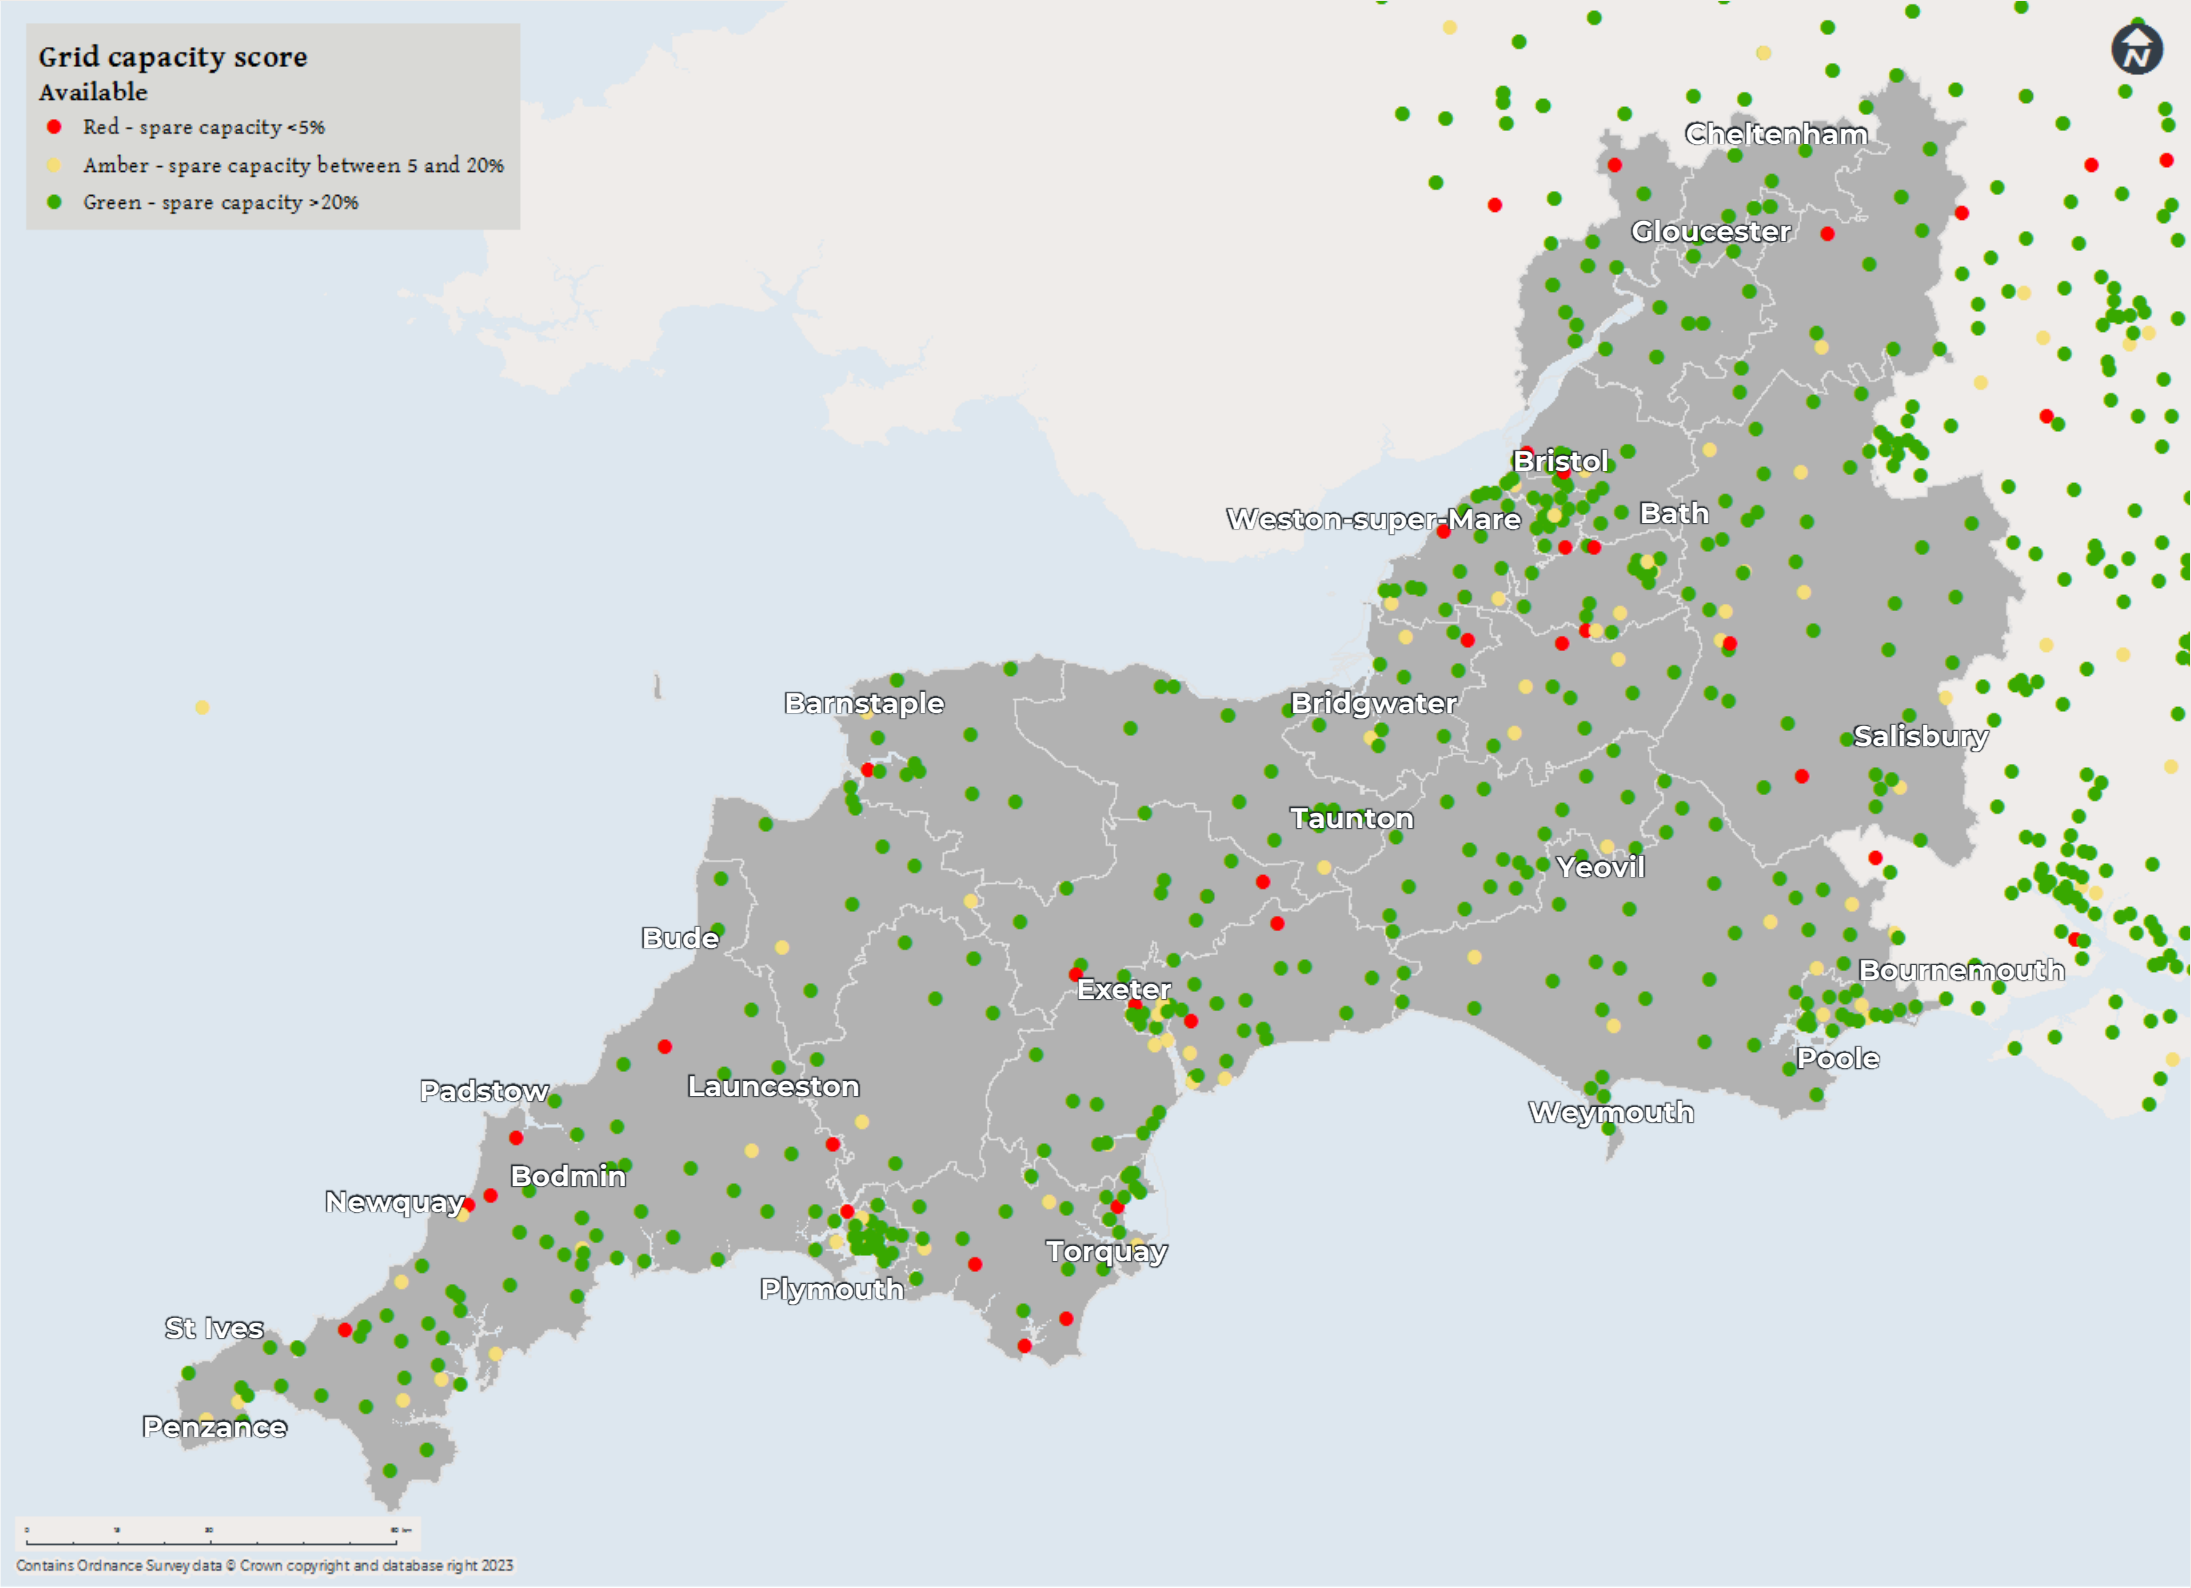 Grid capacity score
Available
Red - spare capacity <5%
Amber - spare capacity between 5 and 20%
Green - spare capacity >20%
N
Cheltenham
Gloucester
Bristol
Weston-super-Mare
Bath
Barnstaple
Bridgwater
Salisbury
Taunton
Yeovil
Bude
Bournemouth
Exeter
Poole
Launceston
Padstow
Weymouth
Bodmin
Newquay
Torquay
Plymouth
St Ives
Penzance
Contains Ordnance Survey data © Crown copyright and database right 2023